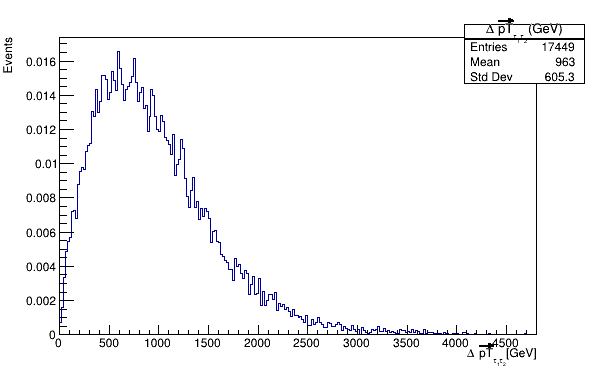 Δ pT τ₁τ₂ (GeV)
Entries 17449
Mean 963
Std Dev 605.3
Events
0.016
0.014
0.012
0.01
0.008
0.006
0.004
0.002
0
0 500 1000 1500 2000 2500 3000 3500 4000 4500
Δ pT τ₁τ₂ [GeV]